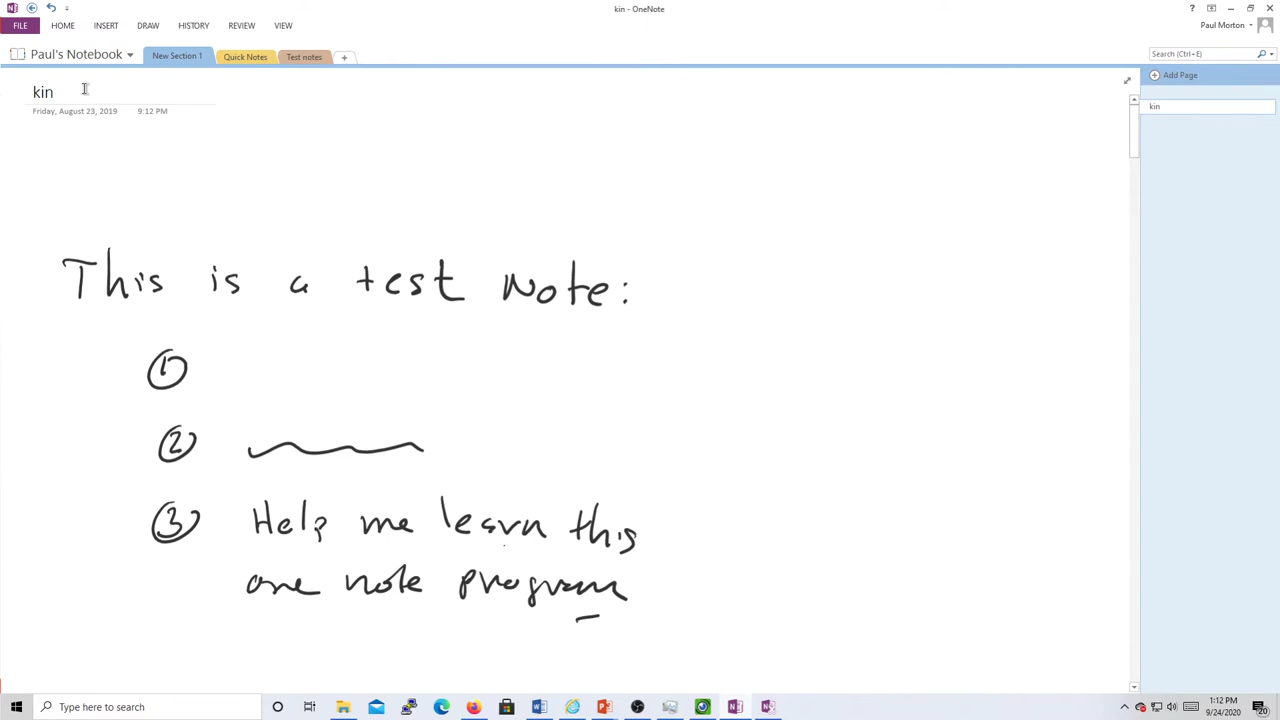 kin - OneNote
FILE HOME INSERT DRAW HISTORY REVIEW VIEW
Paul Morton
Paul's Notebook New Section 1 Quick Notes Test notes +
Search (Ctrl+E)
Add Page
kin
kin
Friday, August 23, 2019 9:12 PM
This is a test Note:
①
②
③ Help me learn this
one note program
Type here to search
1:12 PM
9/24/2020
20